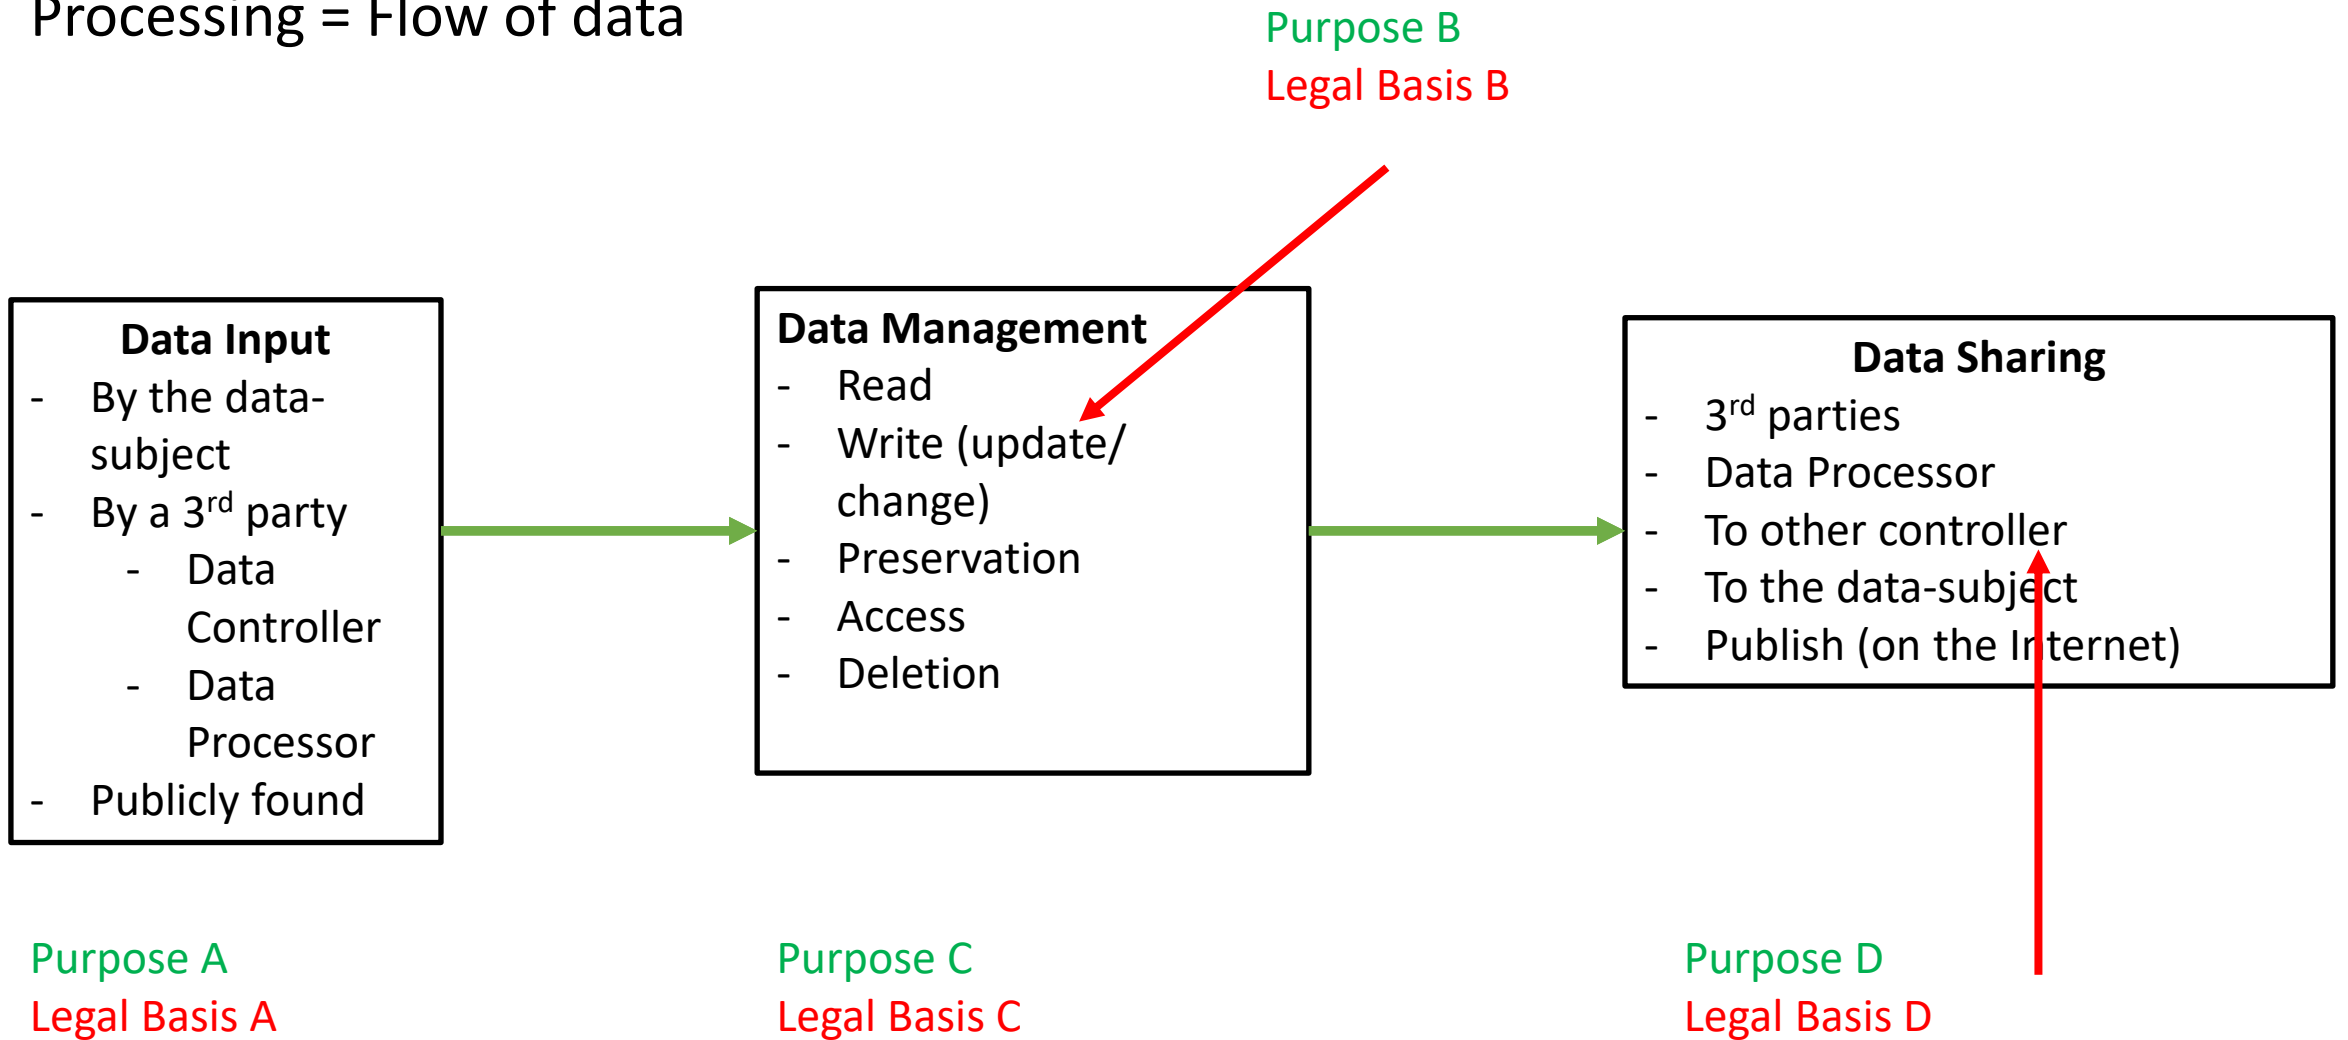 Processing = Flow of data
Purpose B
Legal Basis B
Data Input
- By the data-
subject
- By a 3rd party
- Data
Controller
- Data
Processor
- Publicly found
Data Management
- Read
- Write (update/
change)
- Preservation
- Access
- Deletion
Data Sharing
- 3rd parties
- Data Processor
- To other controller
- To the data-subject
- Publish (on the Internet)
Purpose A
Legal Basis A
Purpose C
Legal Basis C
Purpose D
Legal Basis D